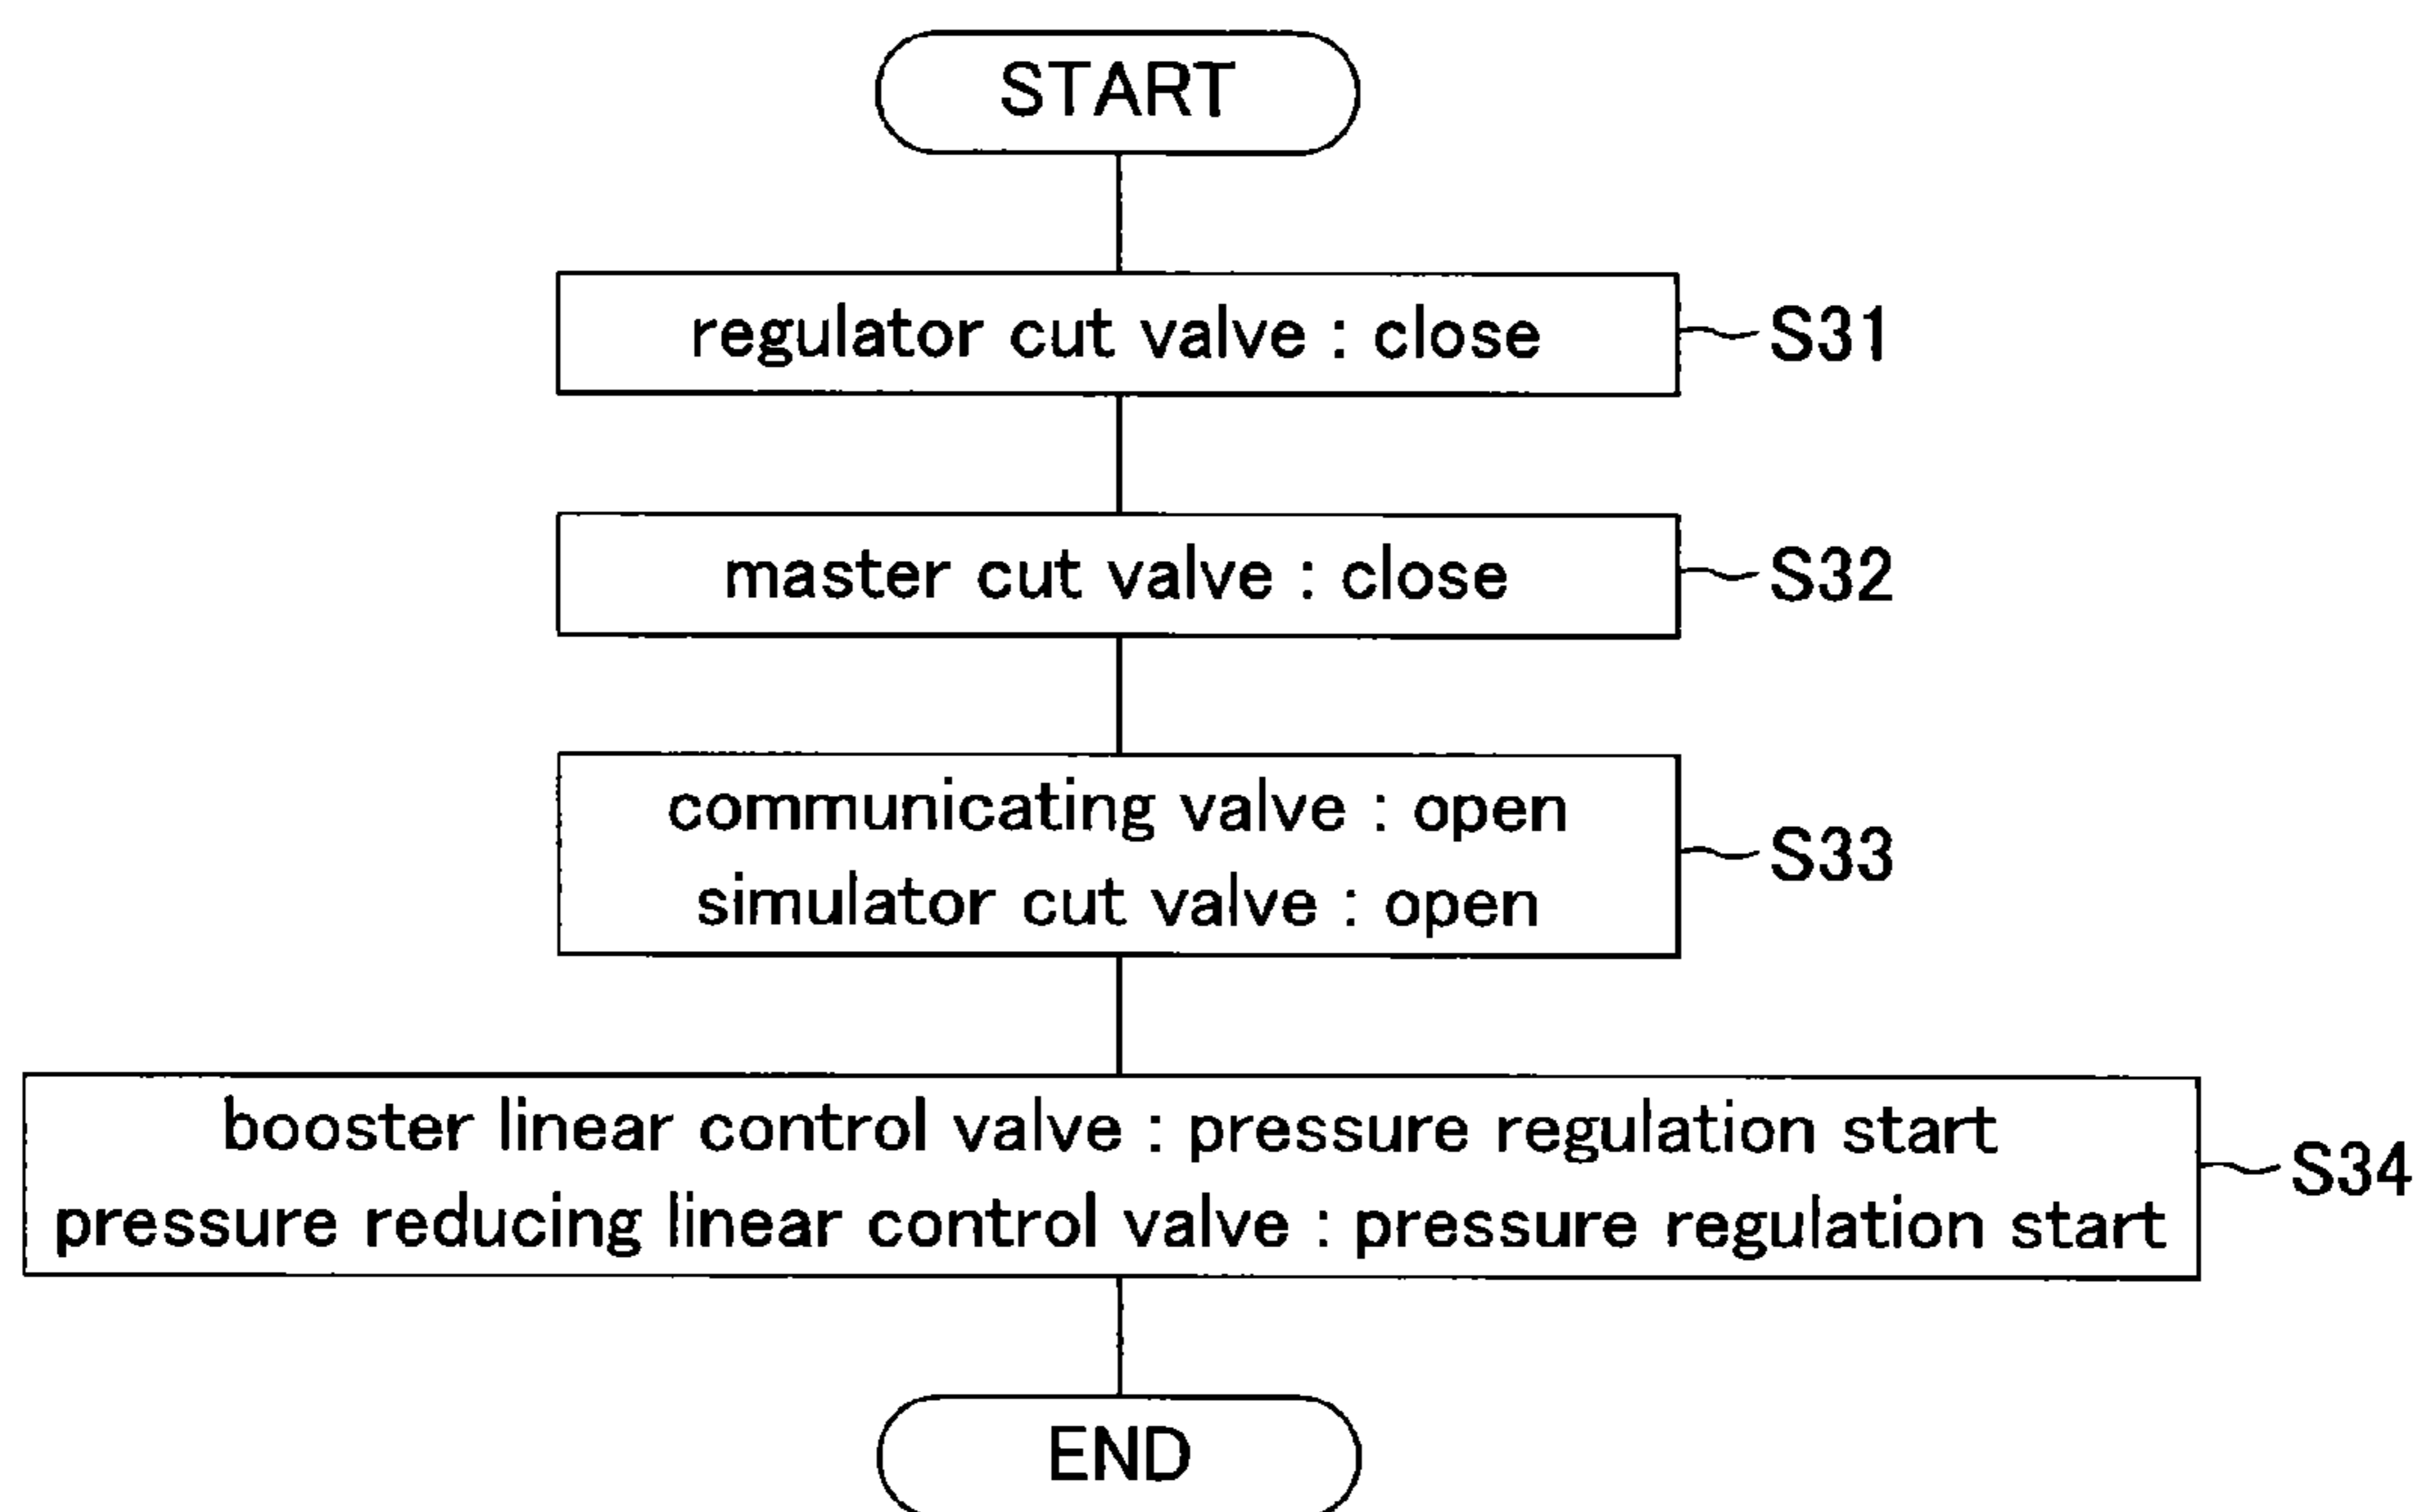 START
regulator cut valve : close
S31
master cut valve : close
S32
communicating valve : open
simulator cut valve : open
S33
booster linear control valve : pressure regulation start
pressure reducing linear control valve : pressure regulation start
S34
END